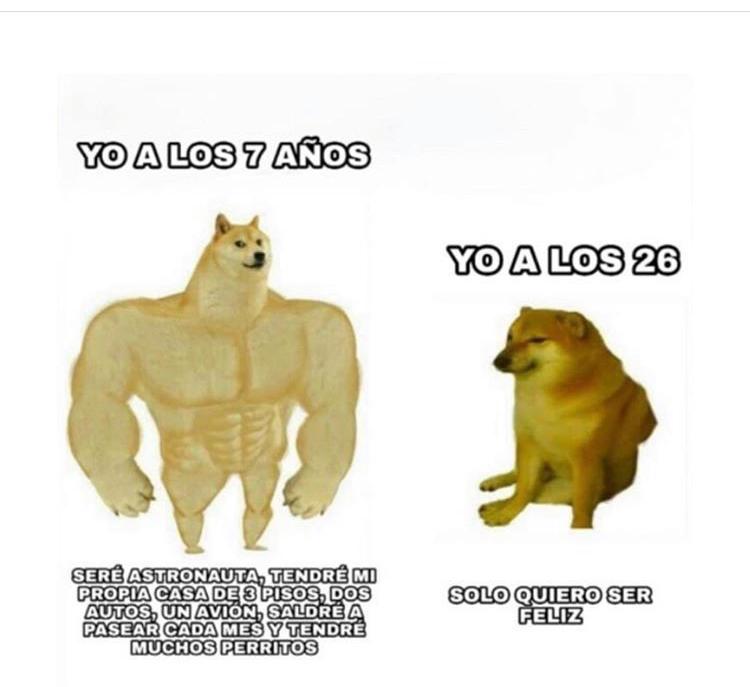 YO A LOS 7 AÑOS
YO A LOS 26
SERÉ ASTRONAUTA, TENDRÉ MI
PROPIA CASA DE 3 PISOS, DOS
AUTOS, UN AVIÓN, SALDRÉ A
PASEAR CADA MES Y TENDRÉ
MUCHOS PERRITOS
SOLO QUIERO SER
FELIZ